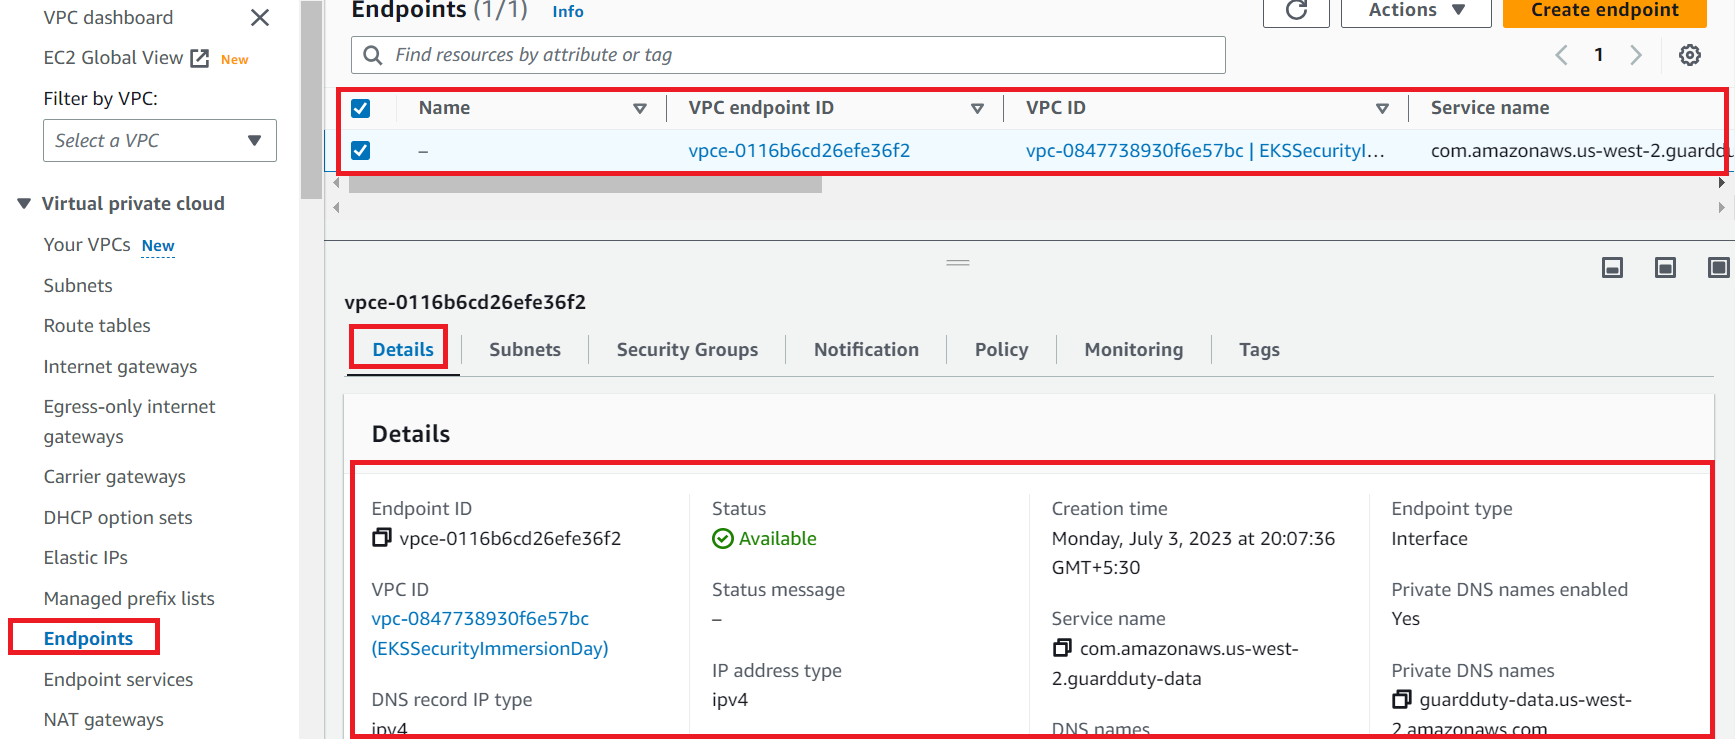 VPC dashboard
EC2 Global View New
Filter by VPC:
Select a VPC
Virtual private cloud
Your VPCs New
Subnets
Route tables
Internet gateways
Egress-only internet
gateways
Carrier gateways
DHCP option sets
Elastic IPs
Managed prefix lists
Endpoints
Endpoint services
NAT gateways
Endpoints (1/1) Info
Actions
Create endpoint
Find resources by attribute or tag
1
Name VPC endpoint ID VPC ID Service name
– vpce-0116b6cd26efe36f2 vpc-0847738930f6e57bc | EKSSecurityI... com.amazonaws.us-west-2.guarddu
vpce-0116b6cd26efe36f2
Details Subnets Security Groups Notification Policy Monitoring Tags
Details
Endpoint ID
vpce-0116b6cd26efe36f2
VPC ID
vpc-0847738930f6e57bc
(EKSSecurityImmersionDay)
DNS record IP type
ipv4
Status
Available
Status message
–
IP address type
ipv4
Creation time
Monday, July 3, 2023 at 20:07:36
GMT+5:30
Service name
com.amazonaws.us-west-
2.guardduty-data
DNS names
Endpoint type
Interface
Private DNS names enabled
Yes
Private DNS names
guardduty-data.us-west-
2.amazonaws.com